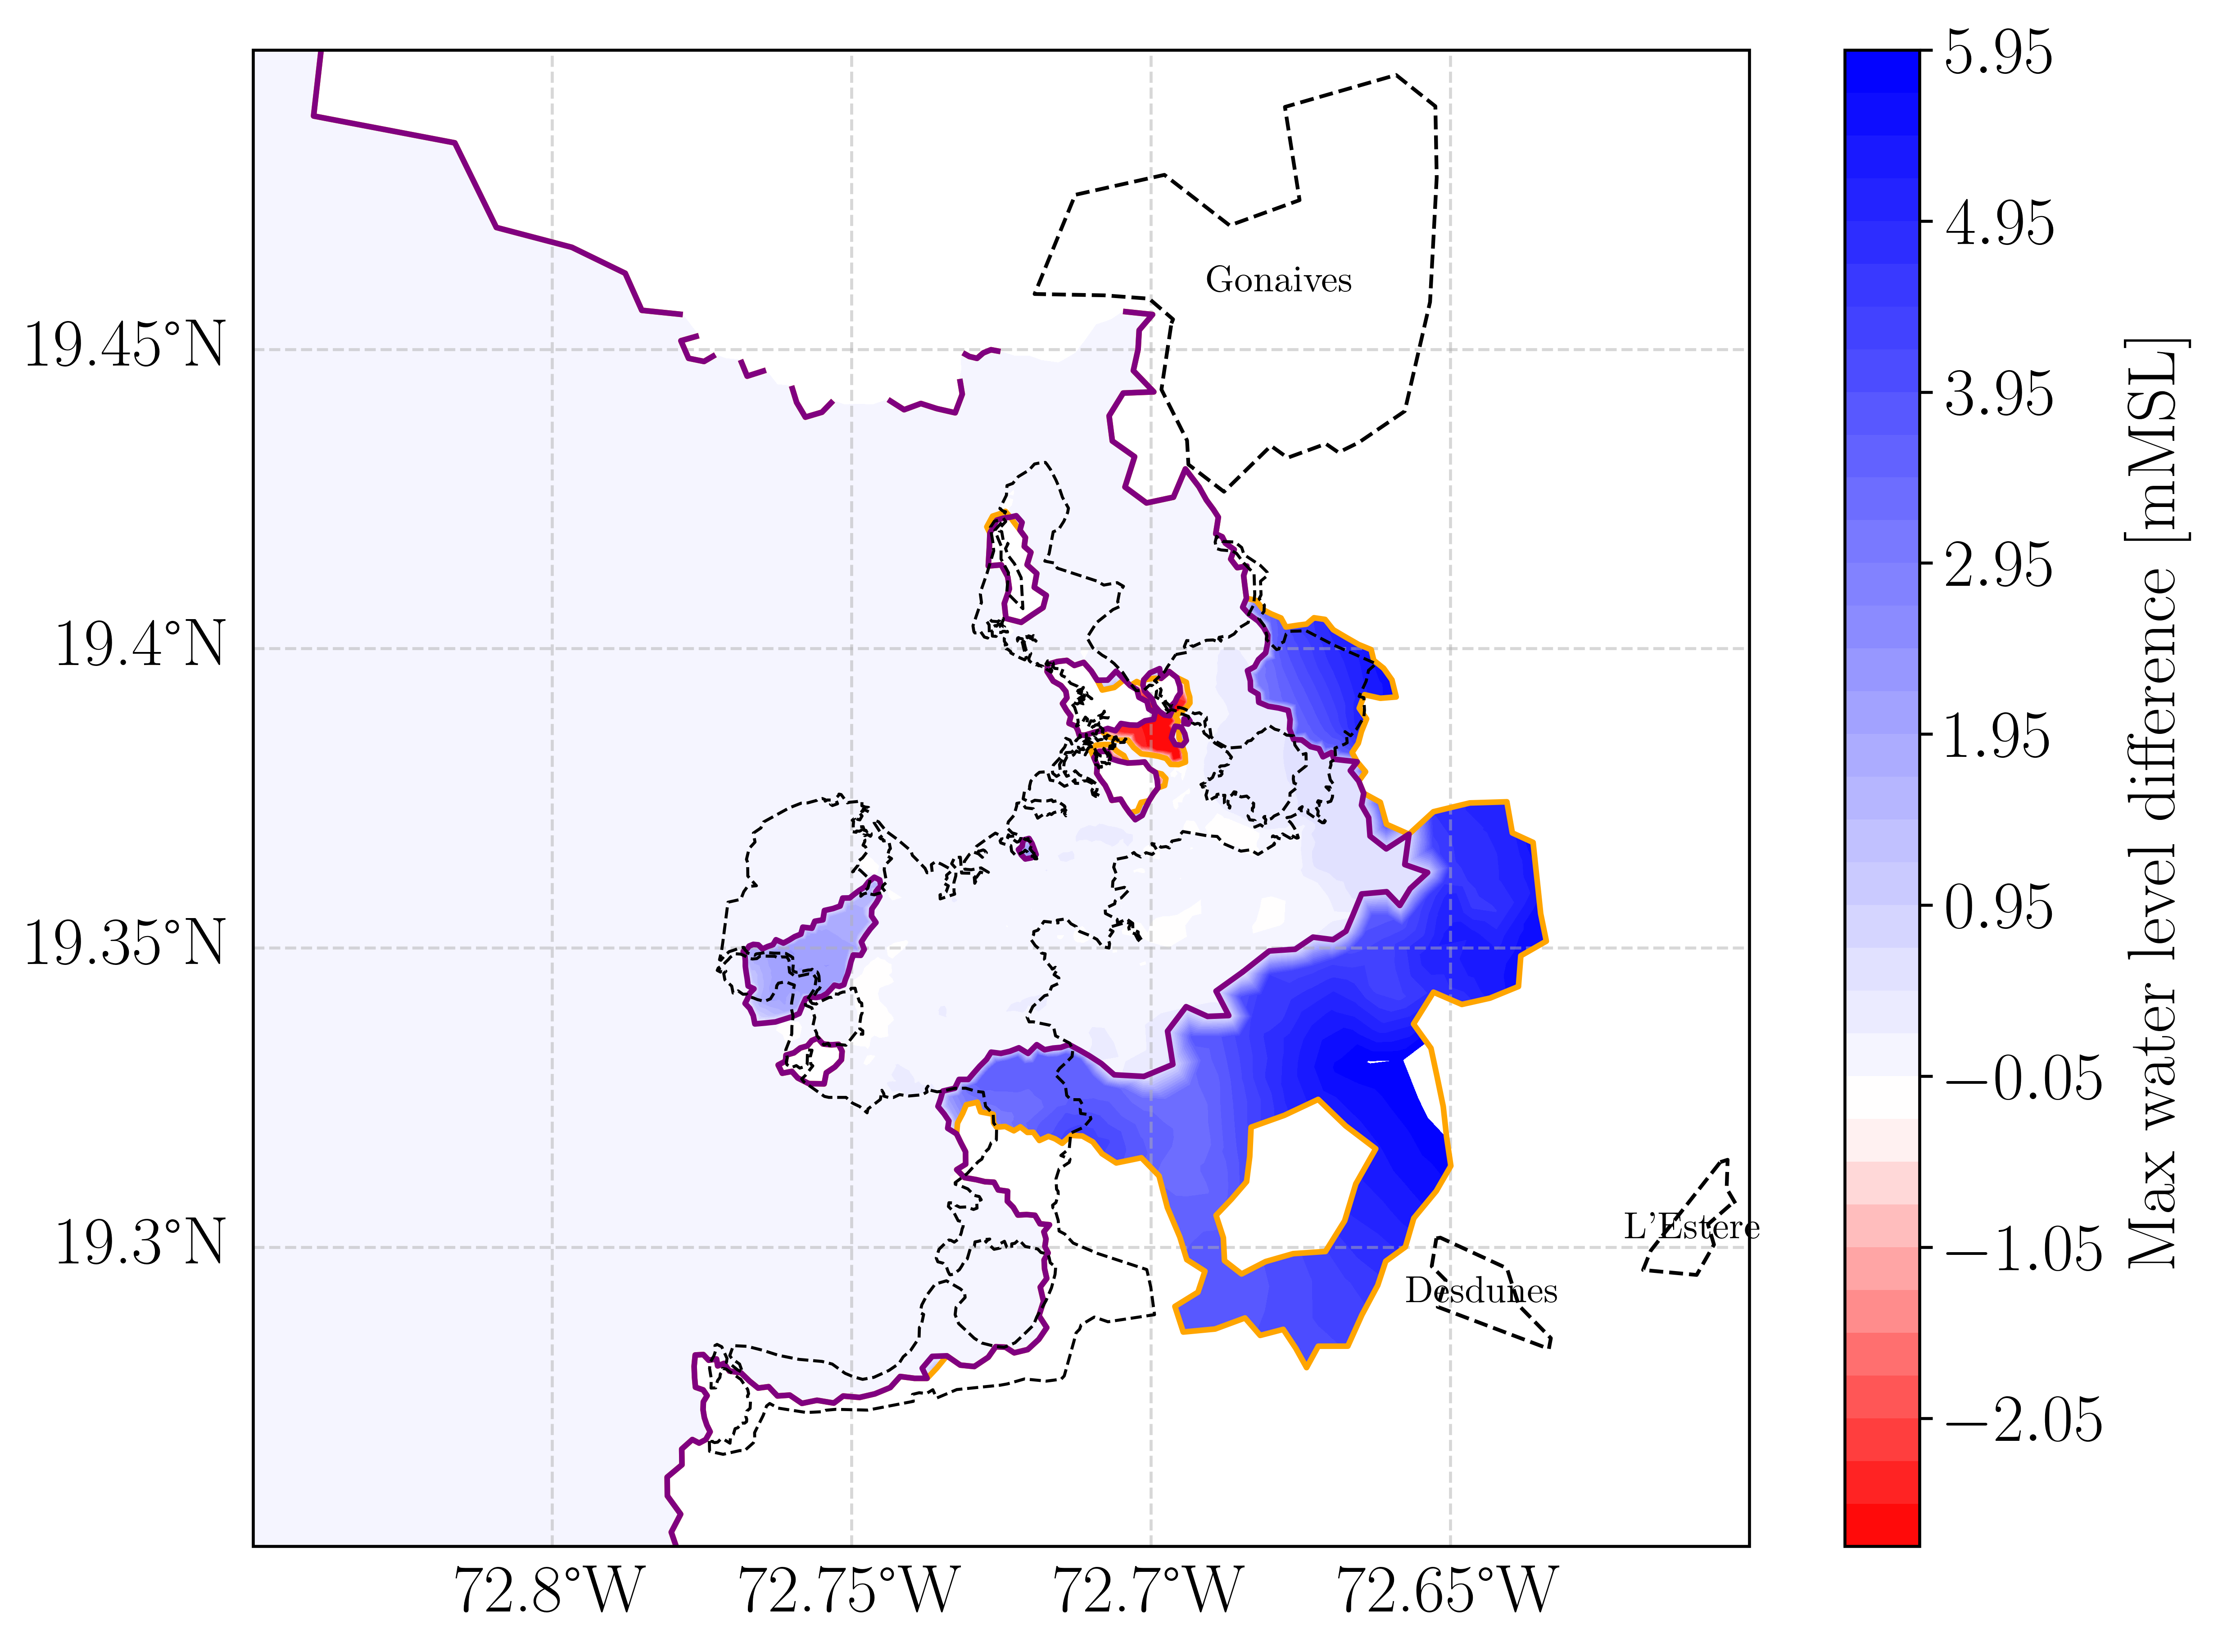 19.45°N
19.4°N
19.35°N
19.3°N
72.8°W
72.75°W
72.7°W
72.65°W
Gonaives
L'Estere
Desdunes
5.95
4.95
3.95
2.95
1.95
0.95
−0.05
−1.05
−2.05
Max water level difference [mMSL]